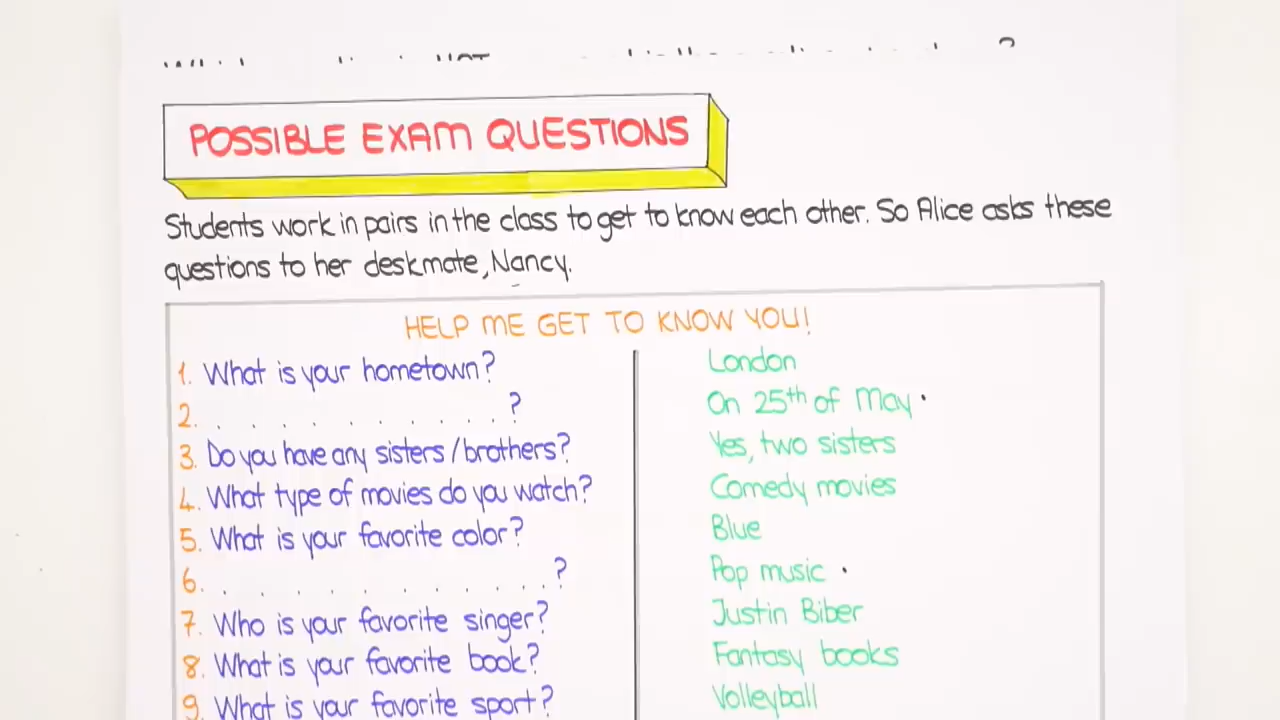 POSSIBLE EXAM QUESTIONS
Students work in pairs in the class to get to know each other. So Alice asks these
questions to her deskmate, Nancy.
HELP ME GET TO KNOW YOU!
1. What is your hometown? London
2. . . . . . . . . . . . ? On 25th of May
3. Do you have any sisters/brothers? Yes, two sisters
4. What type of movies do you watch? Comedy movies
5. What is your favorite color? Blue
6. . . . . . . . . . . . ? Pop music
7. Who is your favorite singer? Justin Biber
8. What is your favorite book? Fantasy books
9. What is your favorite sport? Volleyball